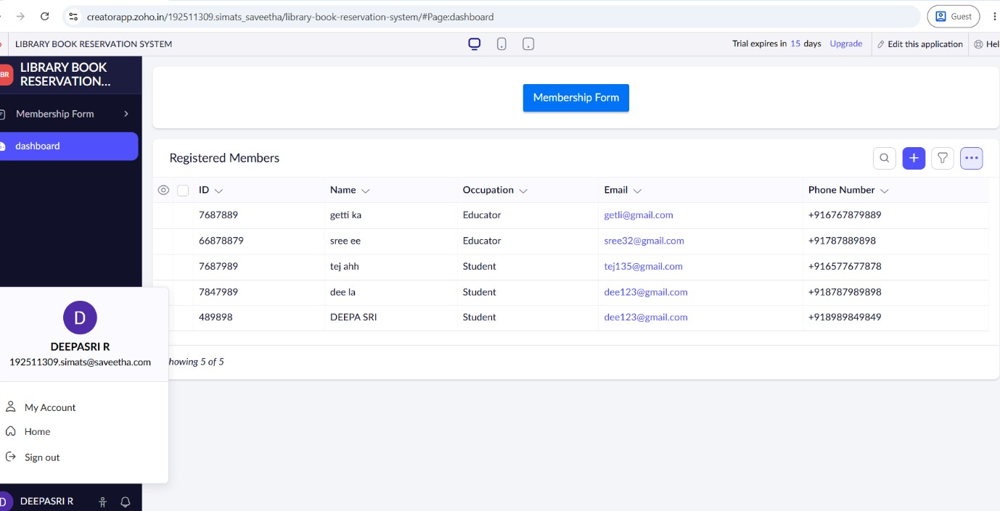 creatorapp.zoho.in/192511309.simats_saveetha/library-book-reservation-system/#Page:dashboard
Guest
LIBRARY BOOK RESERVATION SYSTEM
Trial expires in 15 days Upgrade
Edit this application
Hel
BR
LIBRARY BOOK
RESERVATION...
Membership Form
dashboard
Membership Form
Registered Members
ID Name Occupation Email Phone Number
7687889 getti ka Educator getli@gmail.com +916767879889
66878879 sree ee Educator sree32@gmail.com +91787889898
7687989 tej ahh Student tej135@gmail.com +916577677878
7847989 dee la Student dee123@gmail.com +918787989898
489898 DEEPA SRI Student dee123@gmail.com +918989849849
howing 5 of 5
D
DEEPASRI R
192511309.simats@saveetha.com
My Account
Home
Sign out
D DEEPASRI R